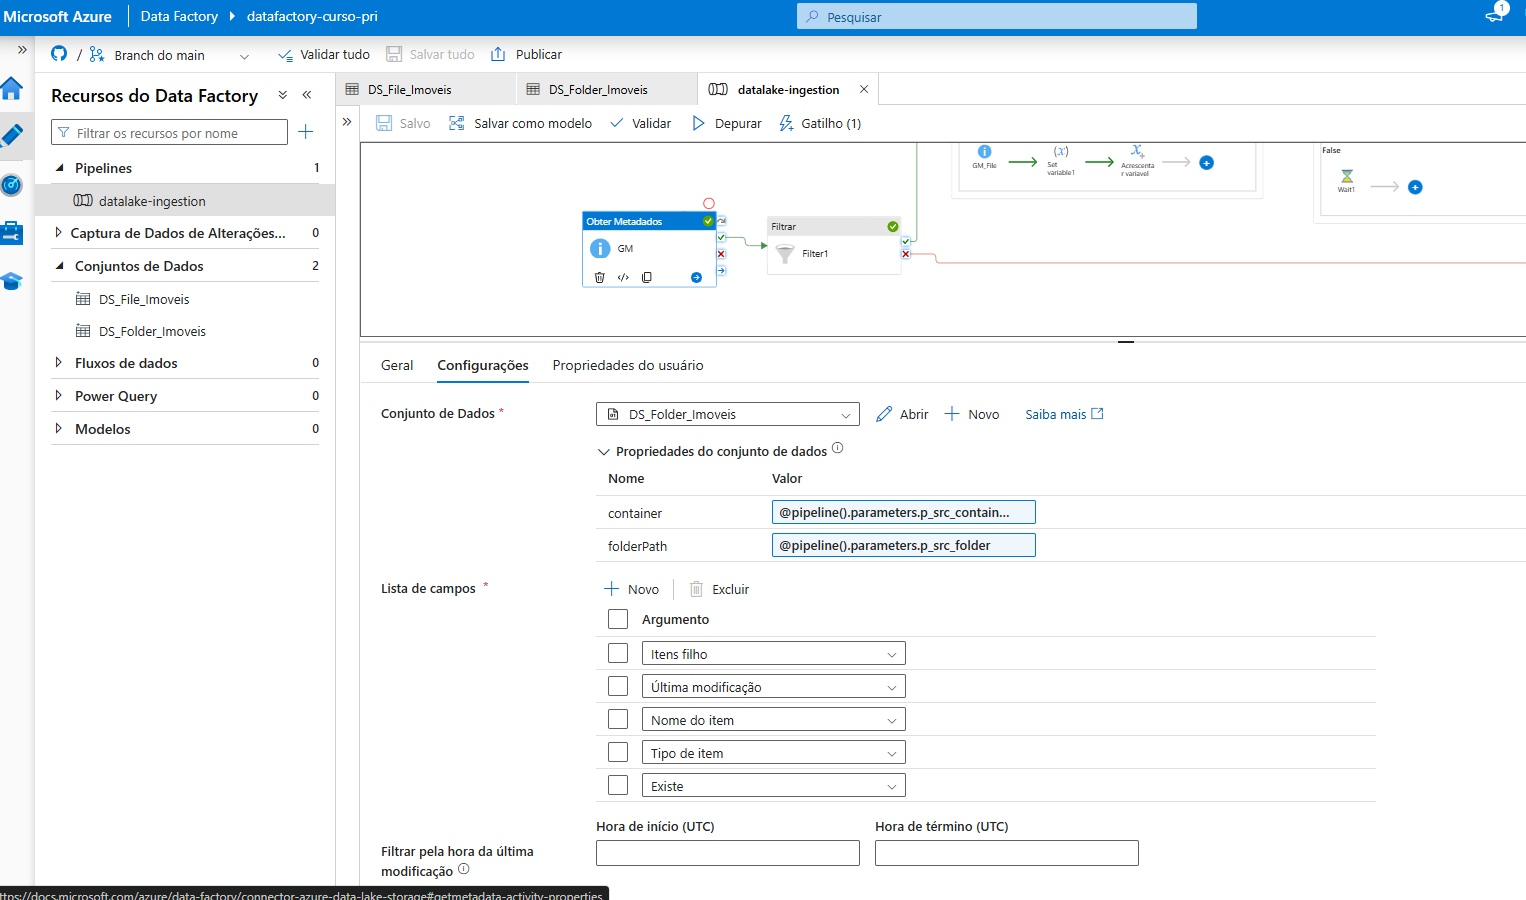 Microsoft Azure
Data Factory
datafactory-curso-pri
Pesquisar
1
/
Branch do main
Validar tudo
Salvar tudo
Publicar
Recursos do Data Factory
Filtrar os recursos por nome
Pipelines 1
datalake-ingestion
Captura de Dados de Alterações... 0
Conjuntos de Dados 2
DS_File_Imoveis
DS_Folder_Imoveis
Fluxos de dados 0
Power Query 0
Modelos 0
DS_File_Imoveis
DS_Folder_Imoveis
datalake-ingestion
Salvo
Salvar como modelo
Validar
Depurar
Gatilho (1)
GM_File
Set
variable1
Acrescenta
r variavel
False
Wait1
Obter Metadados
GM
Filtrar
Filter1
Geral
Configurações
Propriedades do usuário
Conjunto de Dados *
DS_Folder_Imoveis
Abrir
Novo
Saiba mais
Propriedades do conjunto de dados
Nome Valor
container @pipeline().parameters.p_src_contain...
folderPath @pipeline().parameters.p_src_folder
Lista de campos *
Novo
Excluir
Argumento
Itens filho
Última modificação
Nome do item
Tipo de item
Existe
Hora de início (UTC) Hora de término (UTC)
Filtrar pela hora da última
modificação
ttps://docs.microsoft.com/azure/data-factory/connector-azure-data-lake-storage#getmetadata-activity-properties